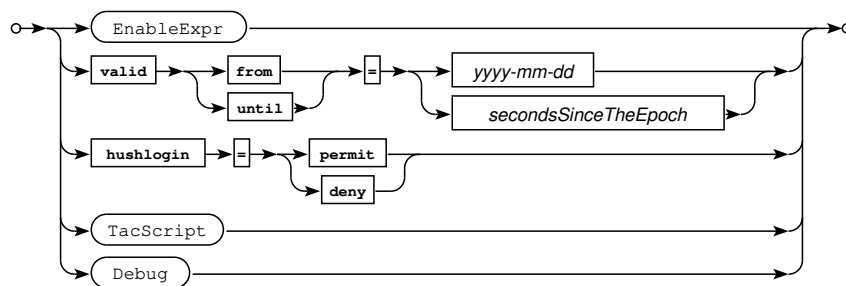 EnableExpr
valid from = yyyy-mm-dd
until secondsSinceTheEpoch
hushlogin = permit
deny
TacScript
Debug